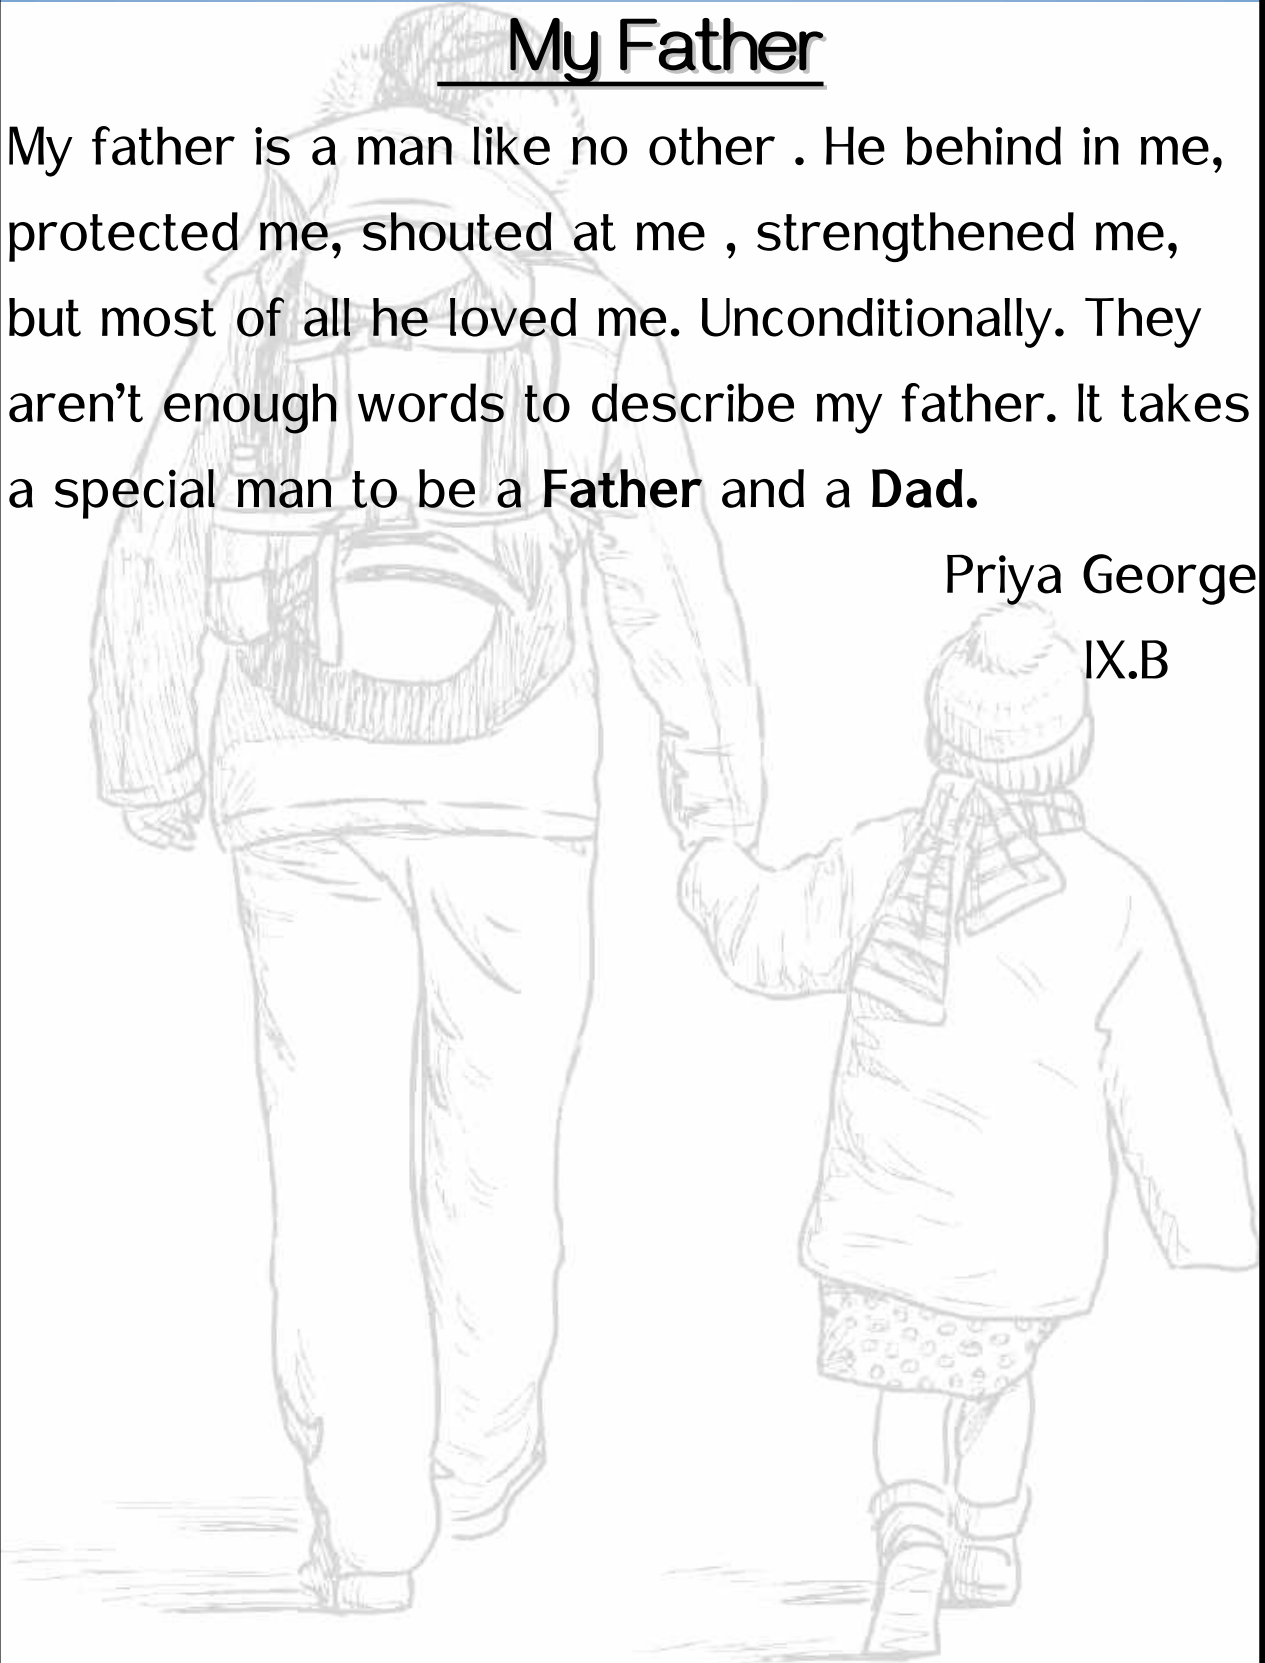 My Father
My father is a man like no other . He behind in me,
protected me, shouted at me , strengthened me,
but most of all he loved me. Unconditionally. They
aren’t enough words to describe my father. It takes
a special man to be a Father and a Dad.
Priya George
IX.B